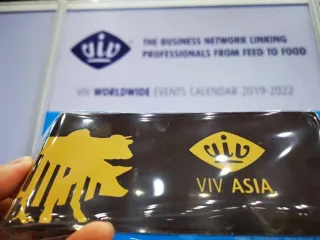 viv
THE BUSINESS NETWORK LINKING
PROFESSIONALS FROM FEED TO FOOD
VIV WORLDWIDE EVENTS CALENDAR 2019-2022
viv
VIV ASIA